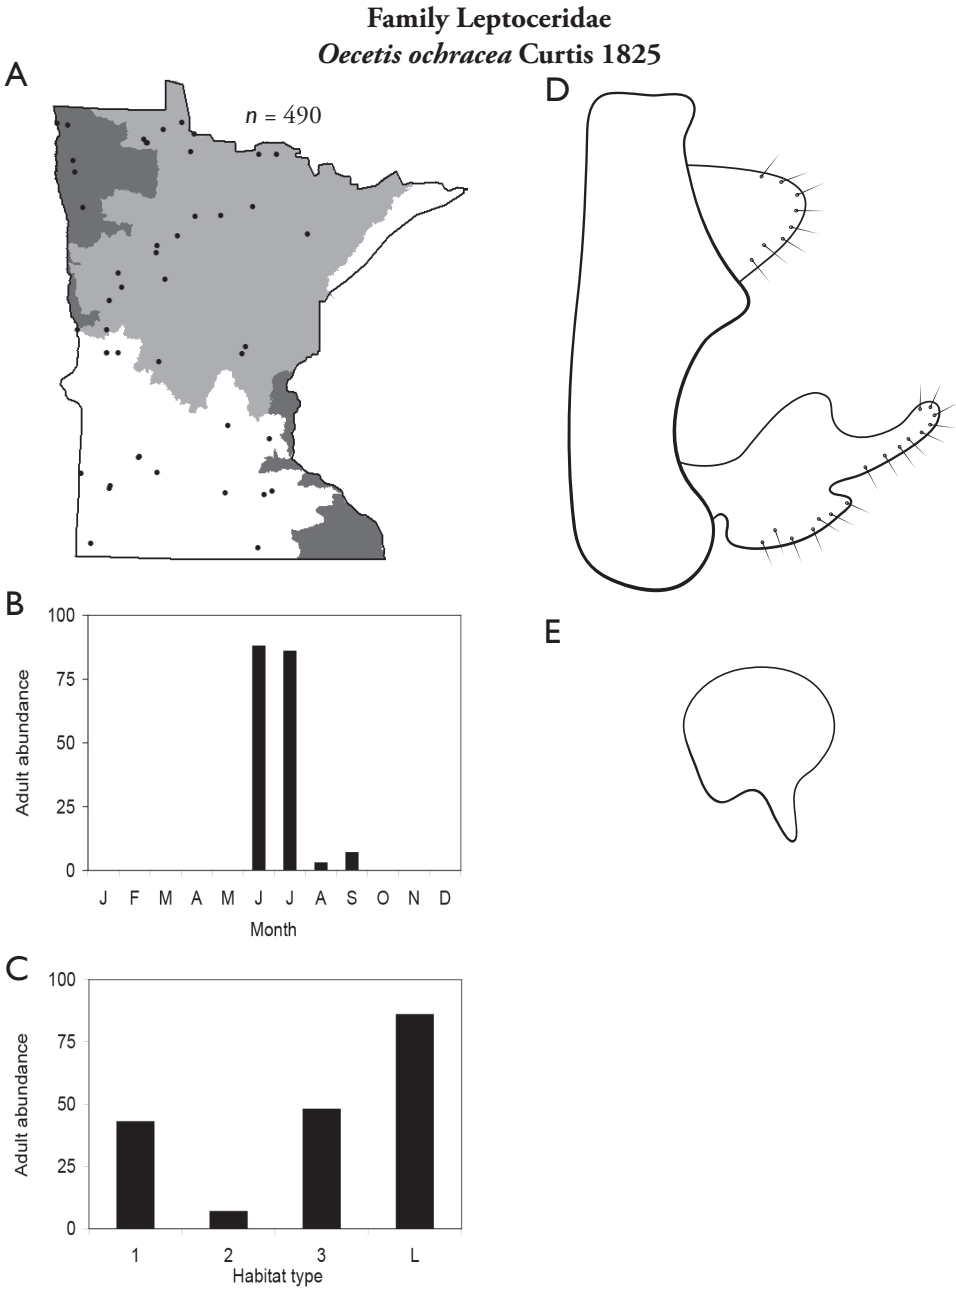 Family Leptoceridae
Oecetis ochracea Curtis 1825
A
n = 490
D
B
100
75
50
25
0
Adult abundance
J F M A M J J A S O N D
Month
E
C
100
75
50
25
0
Adult abundance
1 2 3 L
Habitat type